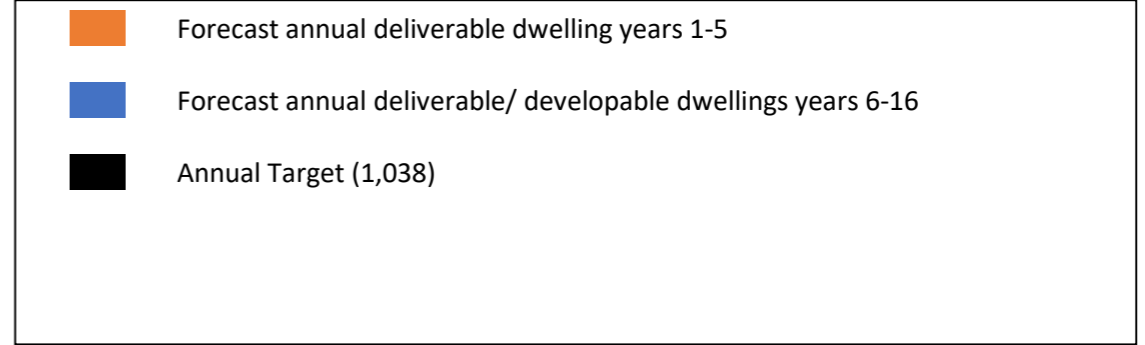 Forecast annual deliverable dwelling years 1-5
Forecast annual deliverable/ developable dwellings years 6-16
Annual Target (1,038)